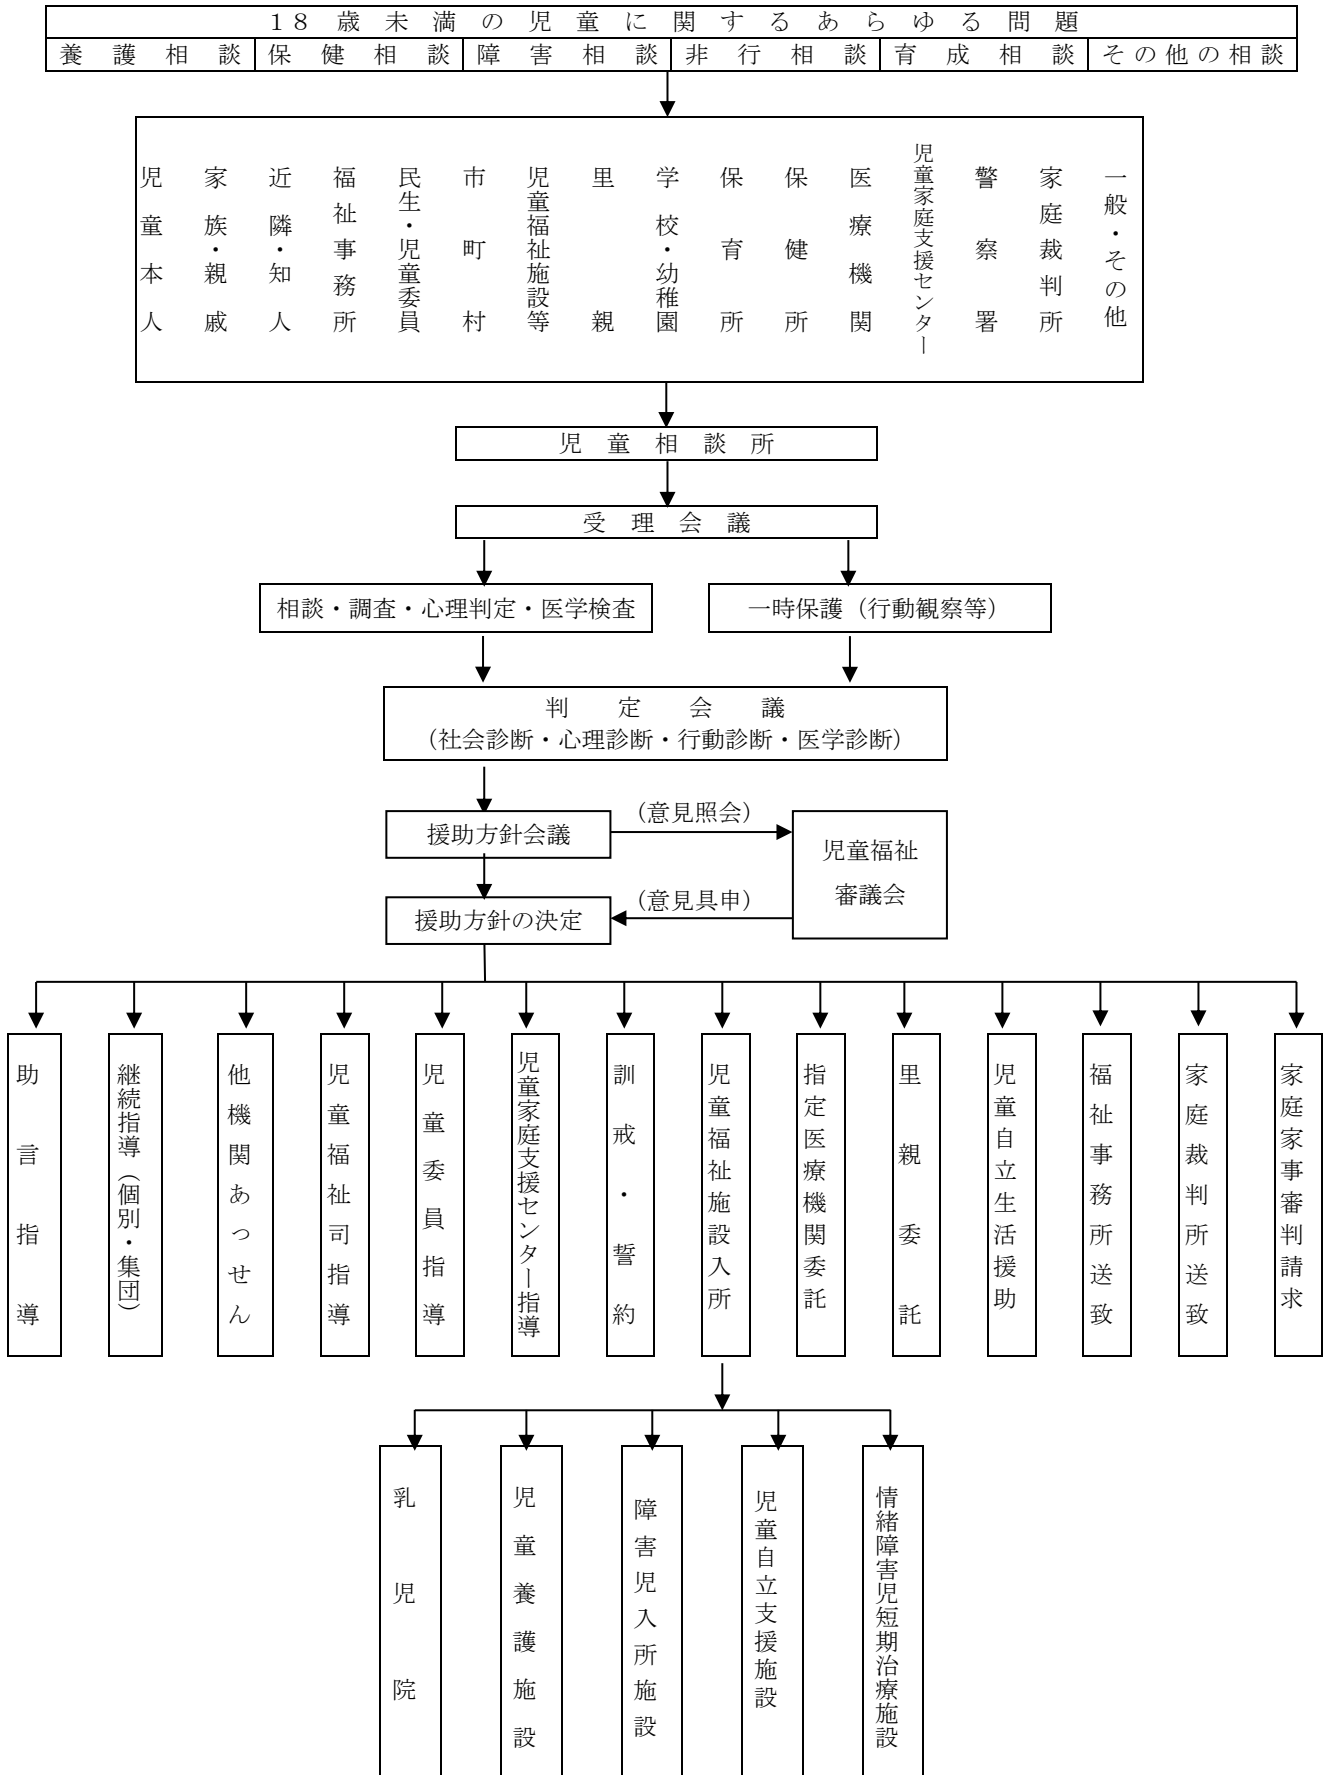 18歳未満の児童に関するあらゆる問題
養護相談
保健相談
障害相談
非行相談
育成相談
その他の相談
児童本人
家族・親戚
近隣・知人
福祉事務所
民生・児童委員
市町村
児童福祉施設等
里親
学校・幼稚園
保育所
保健所
医療機関
児童家庭支援センター
警察署
家庭裁判所
一般・その他
児童相談所
受理会議
相談・調査・心理判定・医学検査
一時保護（行動観察等）
判定会議
（社会診断・心理診断・行動診断・医学診断）
援助方針会議
（意見照会）
児童福祉
審議会
（意見具申）
援助方針の決定
助言指導
継続指導（個別・集団）
他機関あっせん
児童福祉司指導
児童委員指導
児童家庭支援センター指導
訓戒・誓約
児童福祉施設入所
指定医療機関委託
里親委託
児童自立生活援助
福祉事務所送致
家庭裁判所送致
家庭家事審判請求
乳児院
児童養護施設
障害児入所施設
児童自立支援施設
情緒障害児短期治療施設